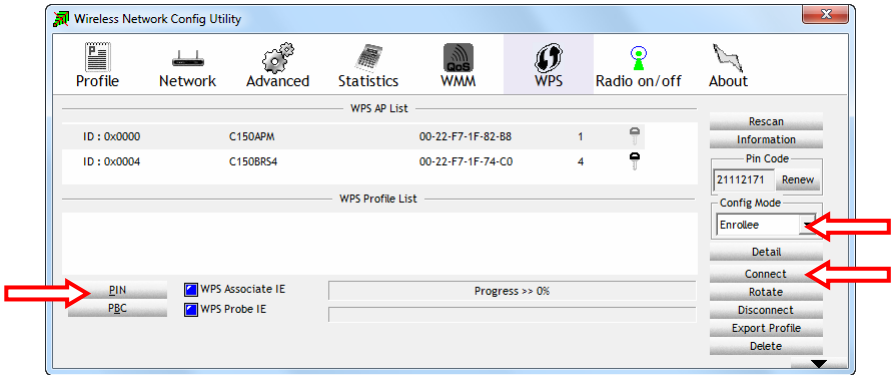 Wireless Network Config Utility
Profile Network Advanced Statistics QoS WMM WPS Radio on/off About
WPS AP List
ID : 0x0000 C150APM 00-22-F7-1F-82-B8 1
ID : 0x0004 C150BRS4 00-22-F7-1F-74-C0 4
WPS Profile List
PIN WPS Associate IE Progress >> 0%
PBC WPS Probe IE
Rescan
Information
Pin Code
21112171 Renew
Config Mode
Enrollee
Detail
Connect
Rotate
Disconnect
Export Profile
Delete